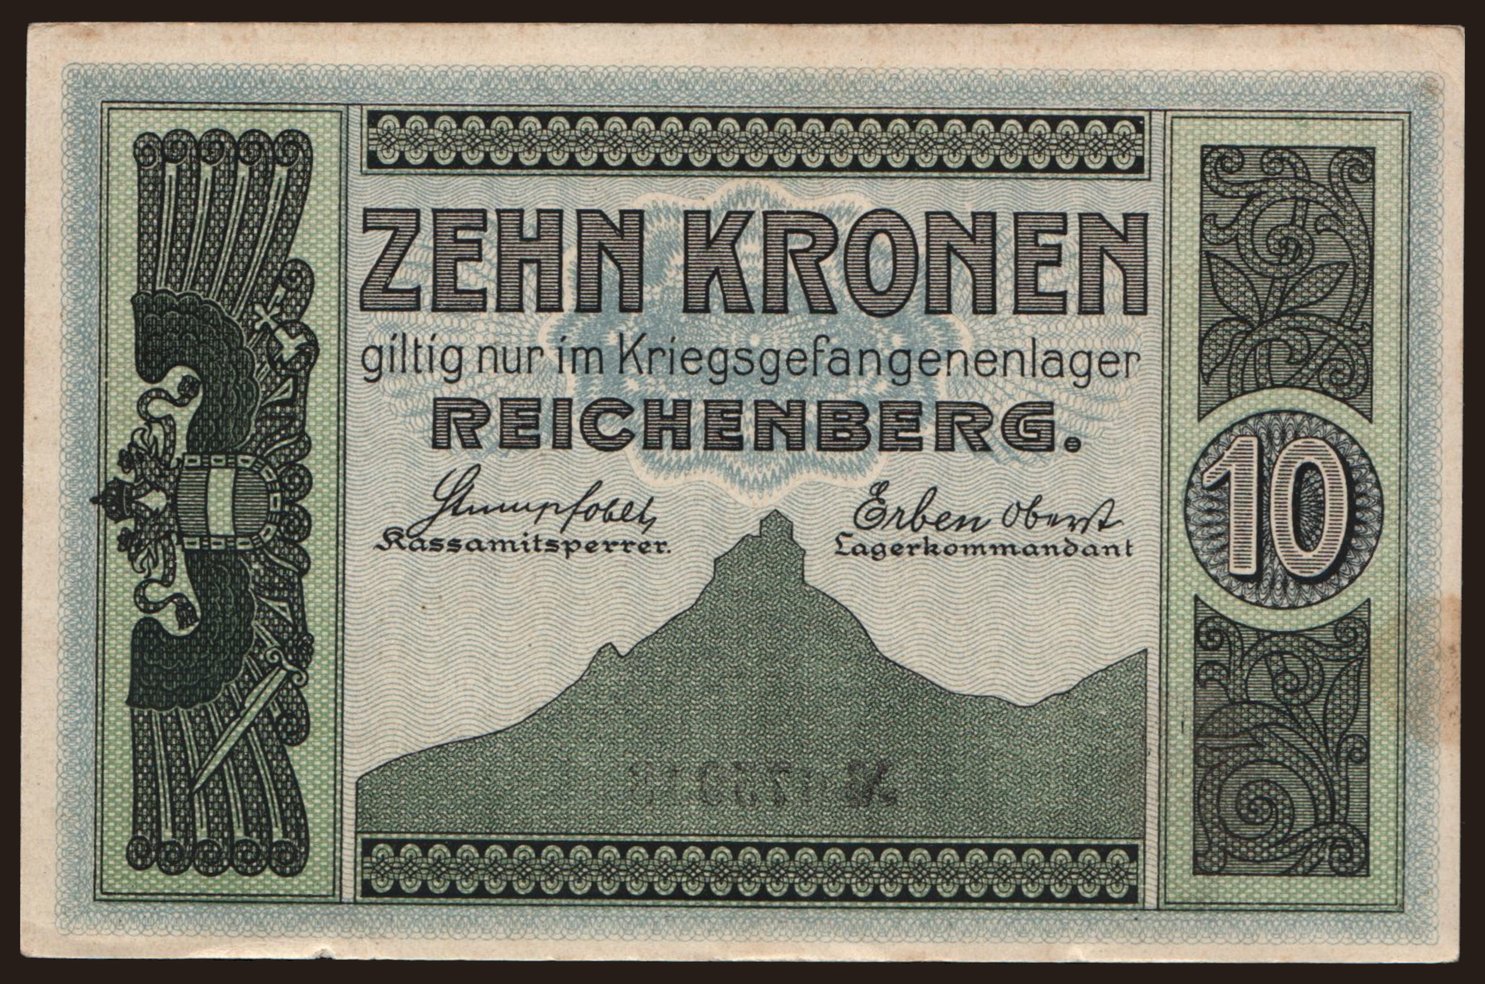 ZEHN KRONEN
giltig nur im Kriegsgefangenenlager
REICHENBERG.
Erben Oberst
Kassamitsperrer.
Lagerkommandant
10